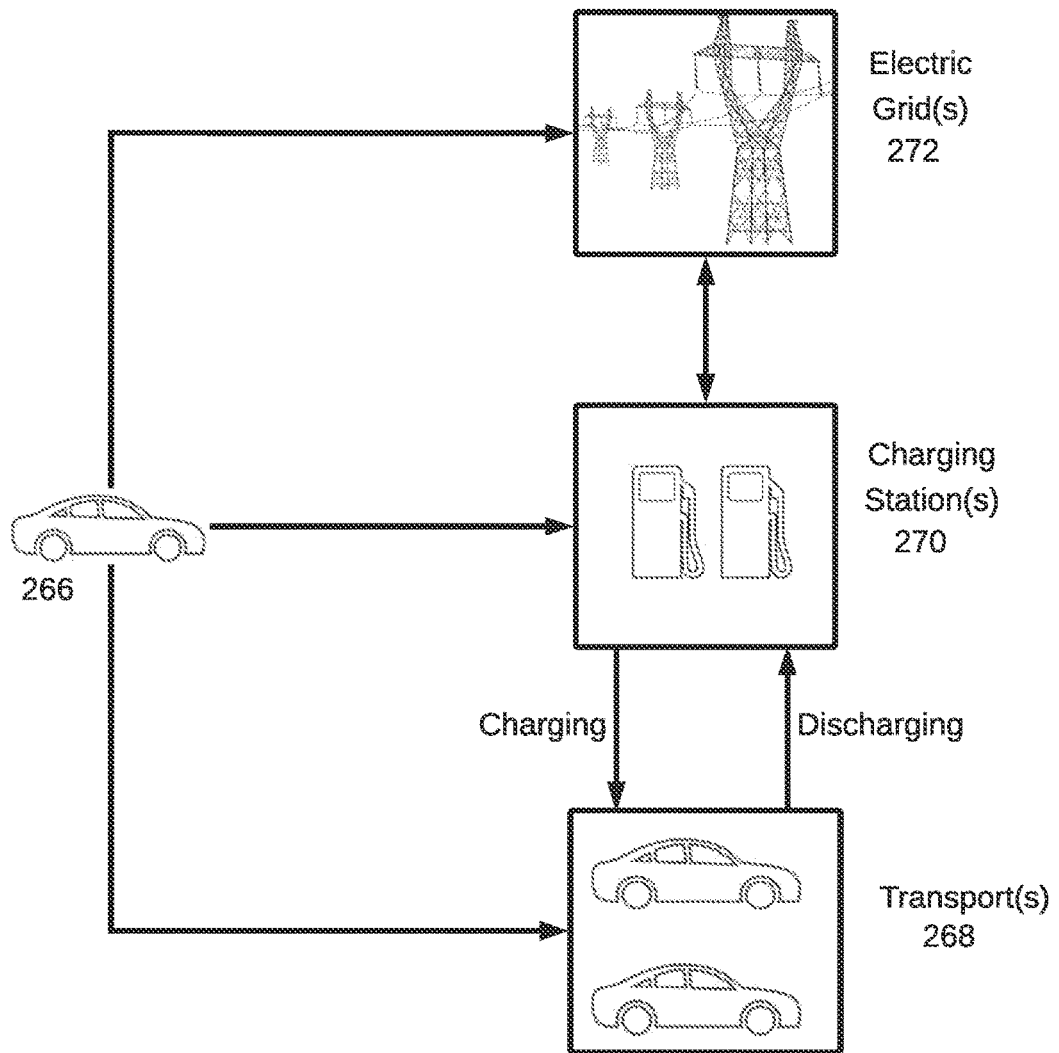 Electric
Grid(s)
272
Charging
Station(s)
270
266
Charging
Discharging
Transport(s)
268